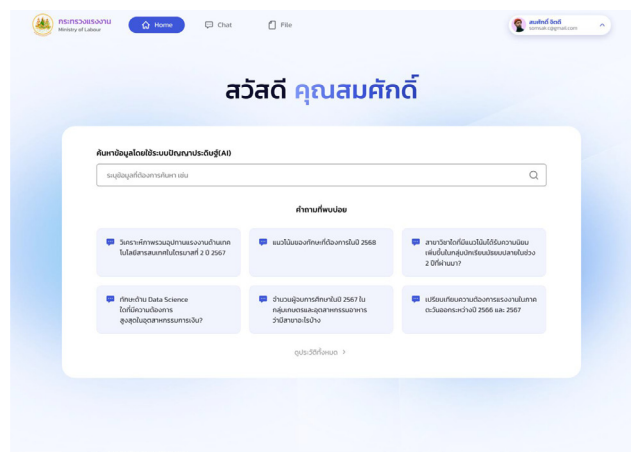 กระทรวงแรงงาน
Ministry of Labour
Home
Chat
File
สมศักดิ์ จิตดี
somsak.c@gmail.com
สวัสดี คุณสมศักดิ์
ค้นหาข้อมูลโดยใช้ระบบปัญญาประดิษฐ์(AI)
ระบุข้อมูลที่ต้องการค้นหา เช่น
คำถามที่พบบ่อย
วิเคราะห์ภาพรวมอุปทานแรงงานด้านเทค
โนโลยีสารสนเทศในไตรมาสที่ 2 ปี 2567
แนวโน้มของทักษะที่ต้องการในปี 2568
สาขาวิชาใดที่มีแนวโน้มได้รับความนิยม
เพิ่มขึ้นในกลุ่มนักเรียนมัธยมปลายในช่วง
2 ปีที่ผ่านมา?
ทักษะด้าน Data Science
ใดที่มีความต้องการ
สูงสุดในอุตสาหกรรมการเงิน?
จำนวนผู้จบการศึกษาในปี 2567 ใน
กลุ่มเกษตรและอุตสาหกรรมอาหาร
ว่ามีสาขาอะไรบ้าง
เปรียบเทียบความต้องการแรงงานในภาค
ตะวันออกระหว่างปี 2566 และ 2567
ดูประวัติทั้งหมด >